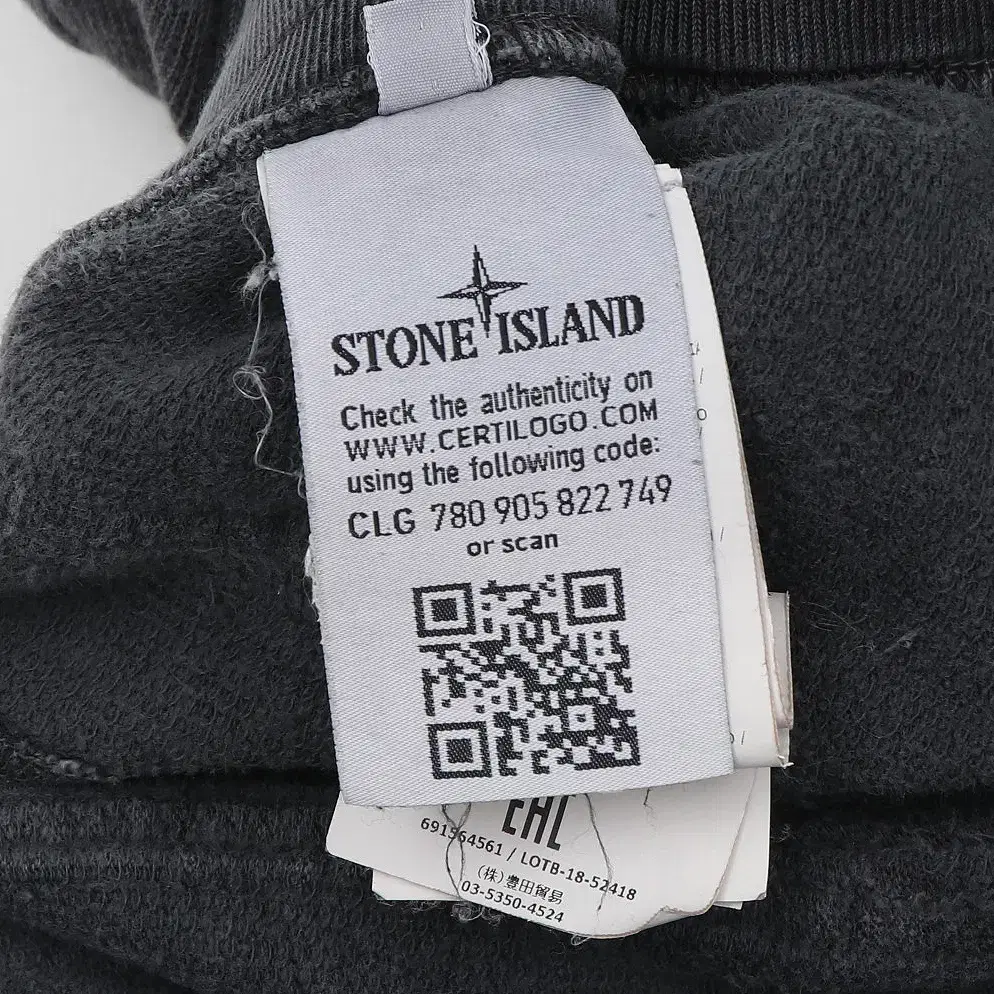 STONE ISLAND
Check the authenticity on
WWW.CERTILOGO.COM
using the following code:
CLG 780 905 822 749
or scan
EAC
691564561 / LOTB-18-52418
(株)豊田貿易
03-5350-4524